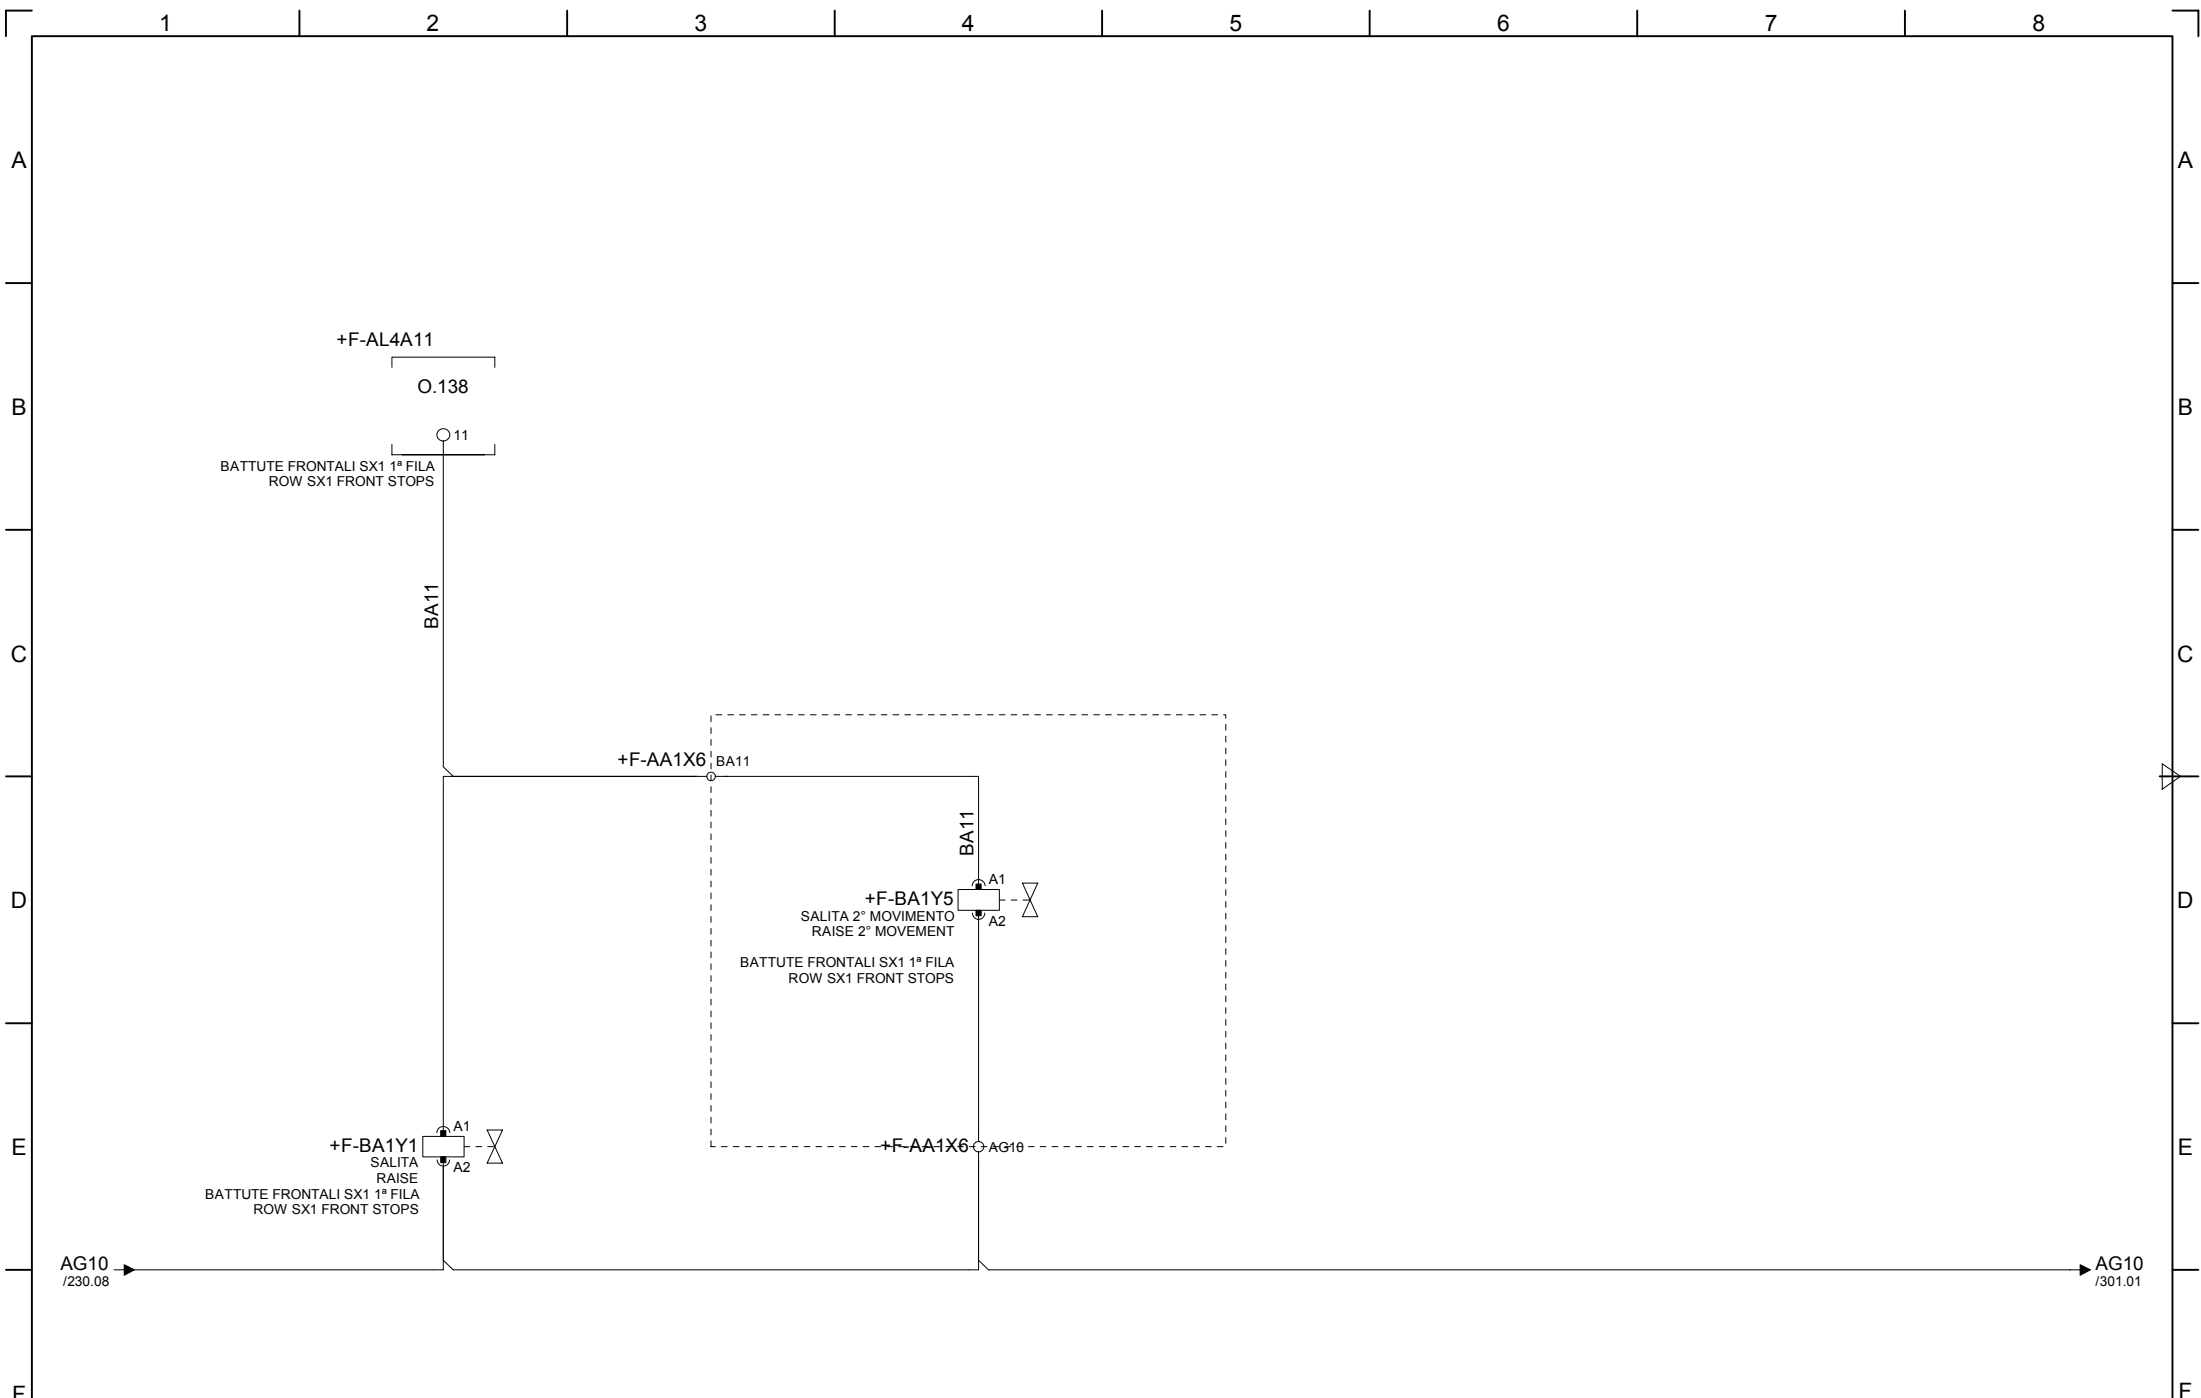 1 2 3 4 5 6 7 8
A A
+F-AL4A11
O.138
B B
11
BATTUTE FRONTALI SX1 1ª FILA
ROW SX1 FRONT STOPS
BA11
C C
+F-AA1X6 BA11
BA11
A1
+F-BA1Y5
D D
SALITA 2° MOVIMENTO
A2
RAISE 2° MOVEMENT
BATTUTE FRONTALI SX1 1ª FILA
ROW SX1 FRONT STOPS
A1
E +F-BA1Y1 +F-AA1X6 AG10 E
SALITA
A2
RAISE
BATTUTE FRONTALI SX1 1ª FILA
ROW SX1 FRONT STOPS
AG10 AG10
/230.08 /301.01
F F